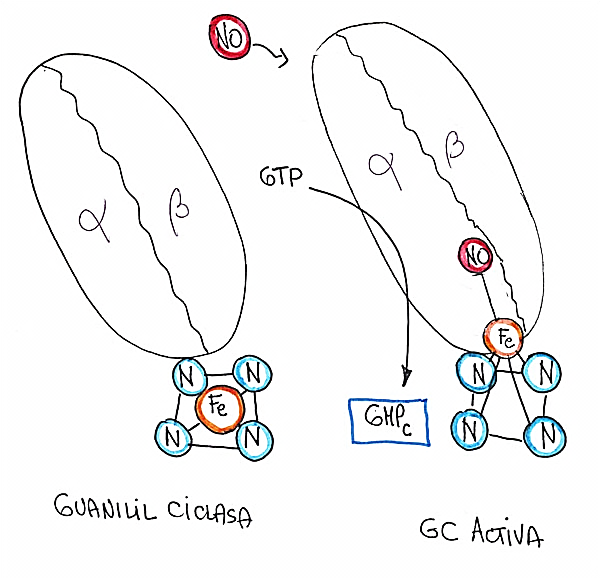 NO
α
β
N
N
Fe
N
N
GUANILIL CICLASA
α
β
GTP
NO
Fe
N
N
N
N
GMPc
GC ACTIVA